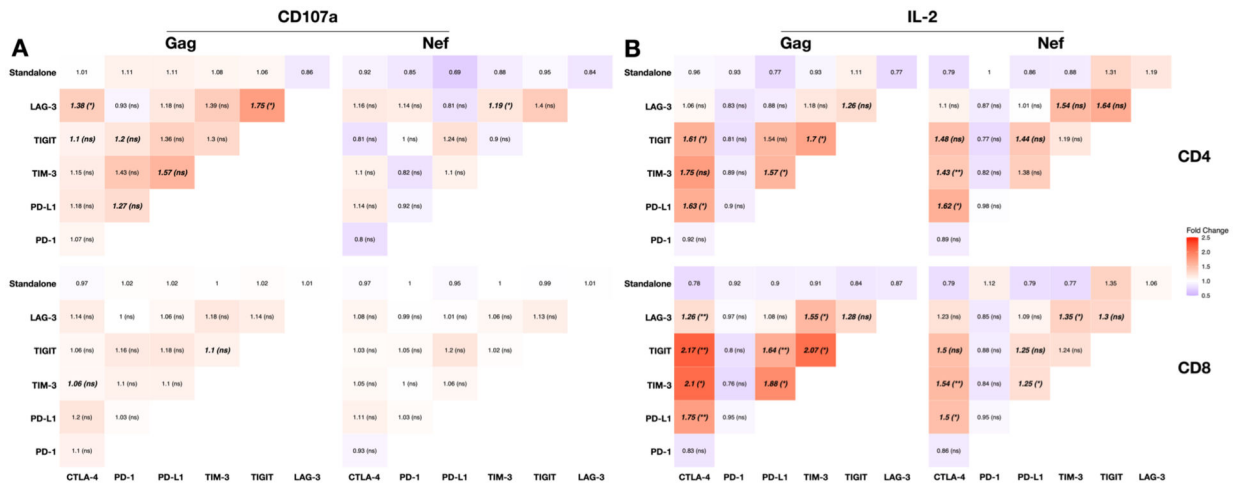 CD107a IL-2
A Gag Nef B Gag Nef
Standalone 1.01 1.11 1.11 1.08 1.06 0.86 0.92 0.85 0.69 0.88 0.95 0.84 0.96 0.93 0.77 0.93 1.11 0.77 0.79 1 0.86 0.88 1.31 1.19
LAG-3 1.38 (*) 0.93 (ns) 1.18 (ns) 1.39 (ns) 1.75 (*) 1.16 (ns) 1.14 (ns) 0.81 (ns) 1.19 (*) 1.4 (ns) LAG-3 1.06 (ns) 0.83 (ns) 0.88 (ns) 1.18 (ns) 1.26 (ns) 1.1 (ns) 0.87 (ns) 1.01 (ns) 1.54 (ns) 1.64 (ns)
TIGIT 1.1 (ns) 1.2 (ns) 1.36 (ns) 1.3 (ns) 0.81 (ns) 1 (ns) 1.24 (ns) 0.9 (ns) TIGIT 1.61 (*) 0.81 (ns) 1.54 (ns) 1.7 (*) 1.48 (ns) 0.77 (ns) 1.44 (ns) 1.19 (ns)
CD4
TIM-3 1.15 (ns) 1.43 (ns) 1.57 (ns) 1.1 (ns) 0.82 (ns) 1.1 (ns) TIM-3 1.75 (ns) 0.89 (ns) 1.57 (*) 1.43 (**) 0.82 (ns) 1.38 (ns)
PD-L1 1.18 (ns) 1.27 (ns) 1.14 (ns) 0.92 (ns) PD-L1 1.63 (*) 0.9 (ns) 1.62 (*) 0.98 (ns)
PD-1 1.07 (ns) 0.8 (ns) PD-1 0.92 (ns) 0.89 (ns)
Fold Change
2.5
2.0
1.5
1.0
0.5
Standalone 0.97 1.02 1.02 1 1.02 1.01 0.97 1 0.95 1 0.99 1.01 Standalone 0.78 0.92 0.9 0.91 0.84 0.87 0.79 1.12 0.79 0.77 1.35 1.06
LAG-3 1.14 (ns) 1 (ns) 1.06 (ns) 1.18 (ns) 1.14 (ns) 1.08 (ns) 0.99 (ns) 1.01 (ns) 1.06 (ns) 1.13 (ns) LAG-3 1.26 (**) 0.97 (ns) 1.08 (ns) 1.55 (*) 1.28 (ns) 1.23 (ns) 0.85 (ns) 1.09 (ns) 1.35 (*) 1.3 (ns)
TIGIT 1.06 (ns) 1.16 (ns) 1.18 (ns) 1.1 (ns) 1.03 (ns) 1.05 (ns) 1.2 (ns) 1.02 (ns) TIGIT 2.17 (**) 0.8 (ns) 1.64 (**) 2.07 (*) 1.5 (ns) 0.88 (ns) 1.25 (ns) 1.24 (ns)
CD8
TIM-3 1.06 (ns) 1.1 (ns) 1.1 (ns) 1.05 (ns) 1 (ns) 1.06 (ns) TIM-3 2.1 (*) 0.76 (ns) 1.88 (*) 1.54 (**) 0.84 (ns) 1.25 (*)
PD-L1 1.2 (ns) 1.03 (ns) 1.11 (ns) 1.03 (ns) PD-L1 1.75 (**) 0.95 (ns) 1.5 (*) 0.95 (ns)
PD-1 1.1 (ns) 0.93 (ns) PD-1 0.83 (ns) 0.86 (ns)
CTLA-4 PD-1 PD-L1 TIM-3 TIGIT LAG-3 CTLA-4 PD-1 PD-L1 TIM-3 TIGIT LAG-3 CTLA-4 PD-1 PD-L1 TIM-3 TIGIT LAG-3 CTLA-4 PD-1 PD-L1 TIM-3 TIGIT LAG-3